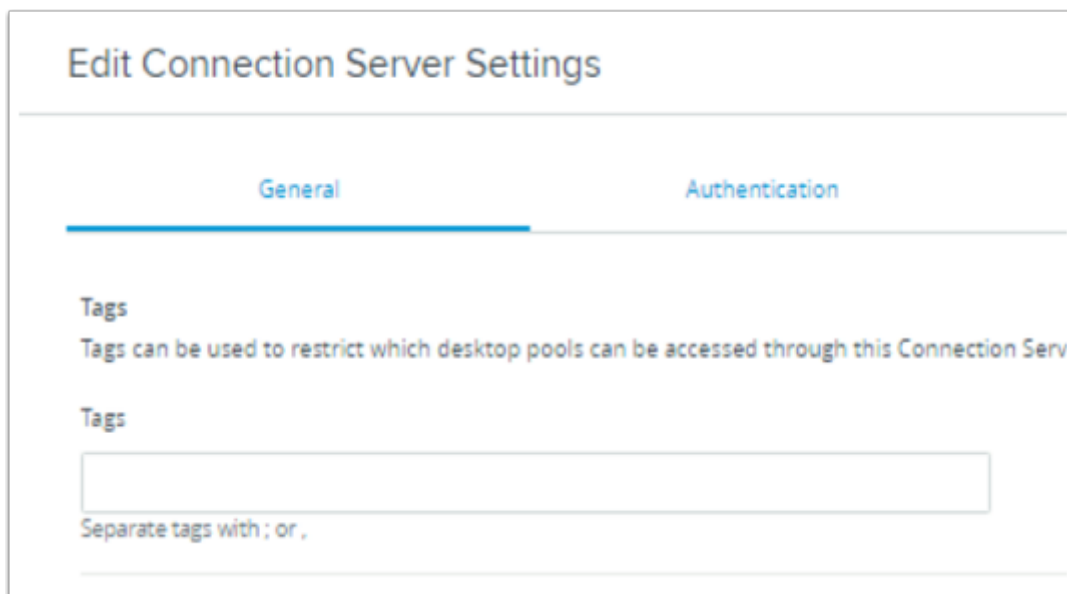 Edit Connection Server Settings
General Authentication
Tags
Tags can be used to restrict which desktop pools can be accessed through this Connection Serv
Tags
Separate tags with ; or ,